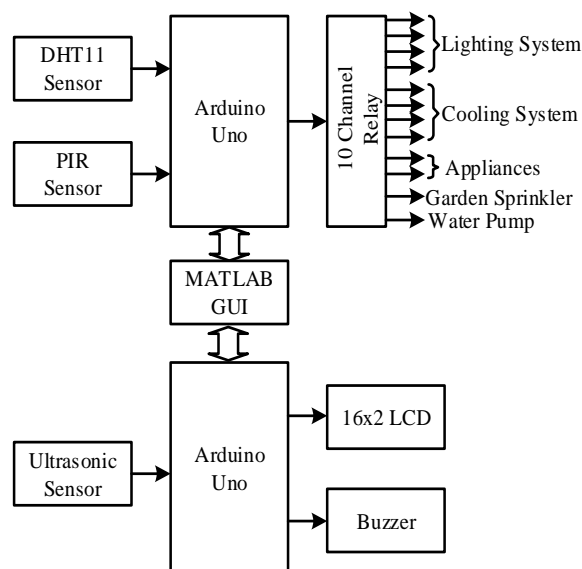 DHT11
Sensor
PIR
Sensor
Arduino
Uno
10 Channel
Relay
Lighting System
Cooling System
Appliances
Garden Sprinkler
Water Pump
MATLAB
GUI
Ultrasonic
Sensor
Arduino
Uno
16x2 LCD
Buzzer